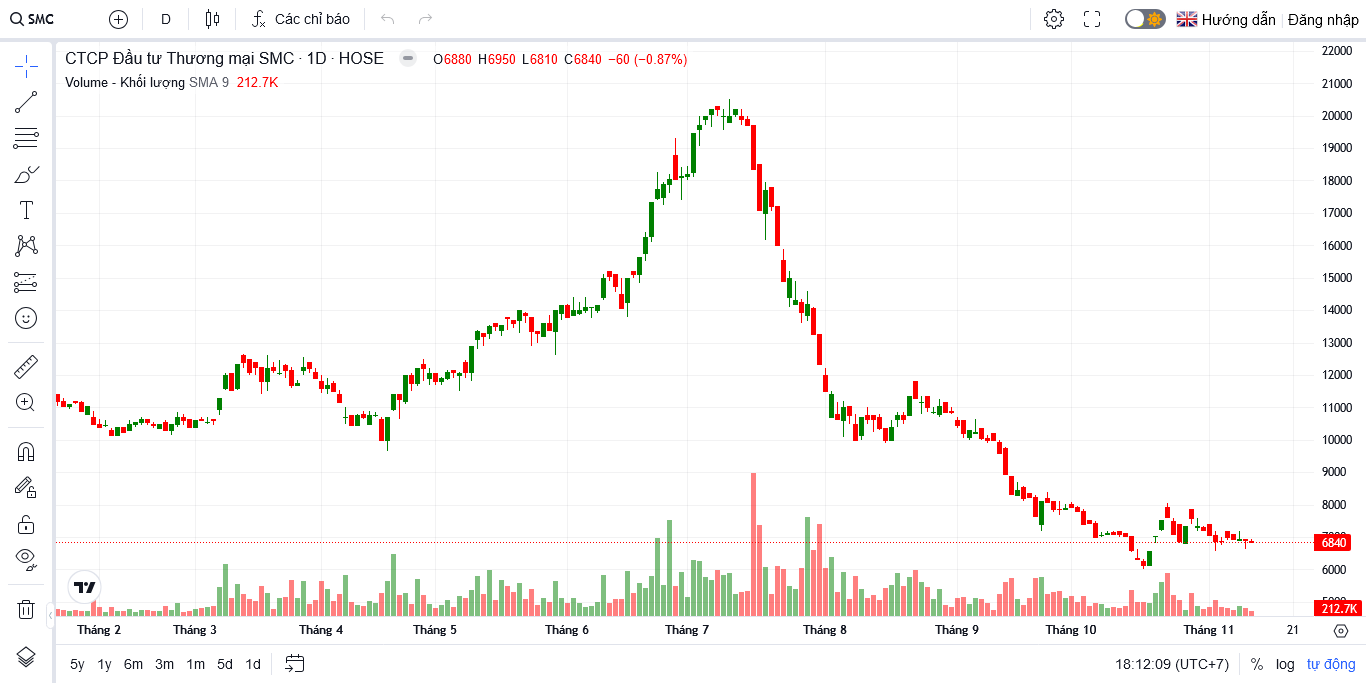 SMC D Các chỉ báo Hướng dẫn Đăng nhập
CTCP Đầu tư Thương mại SMC · 1D · HOSE O6880 H6950 L6810 C6840 −60 (−0.87%)
Volume - Khối lượng SMA 9 212.7K
22000
21000
20000
19000
18000
17000
16000
15000
14000
13000
12000
11000
10000
9000
8000
6840
6000
212.7K
Tháng 2 Tháng 3 Tháng 4 Tháng 5 Tháng 6 Tháng 7 Tháng 8 Tháng 9 Tháng 10 Tháng 11 21
5y 1y 6m 3m 1m 5d 1d 18:12:09 (UTC+7) % log tự động